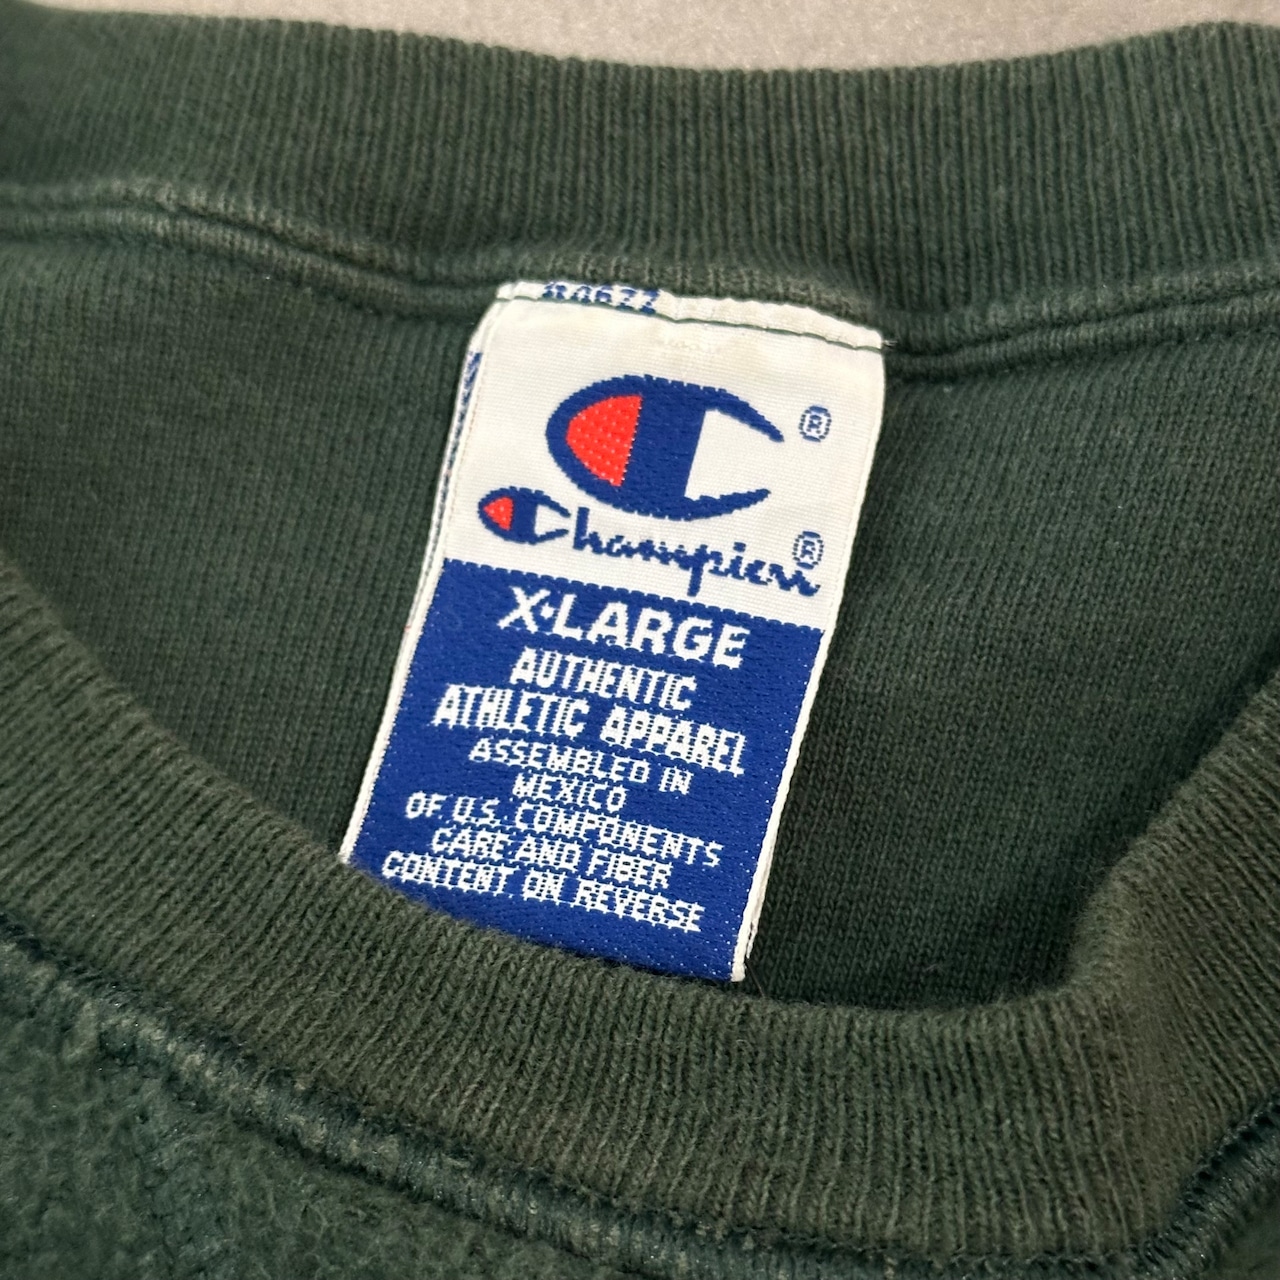 ®
Champion®
X-LARGE
AUTHENTIC
ATHLETIC APPAREL
ASSEMBLED IN
MEXICO
OF U.S. COMPONENTS
CARE AND FIBER
CONTENT ON REVERSE